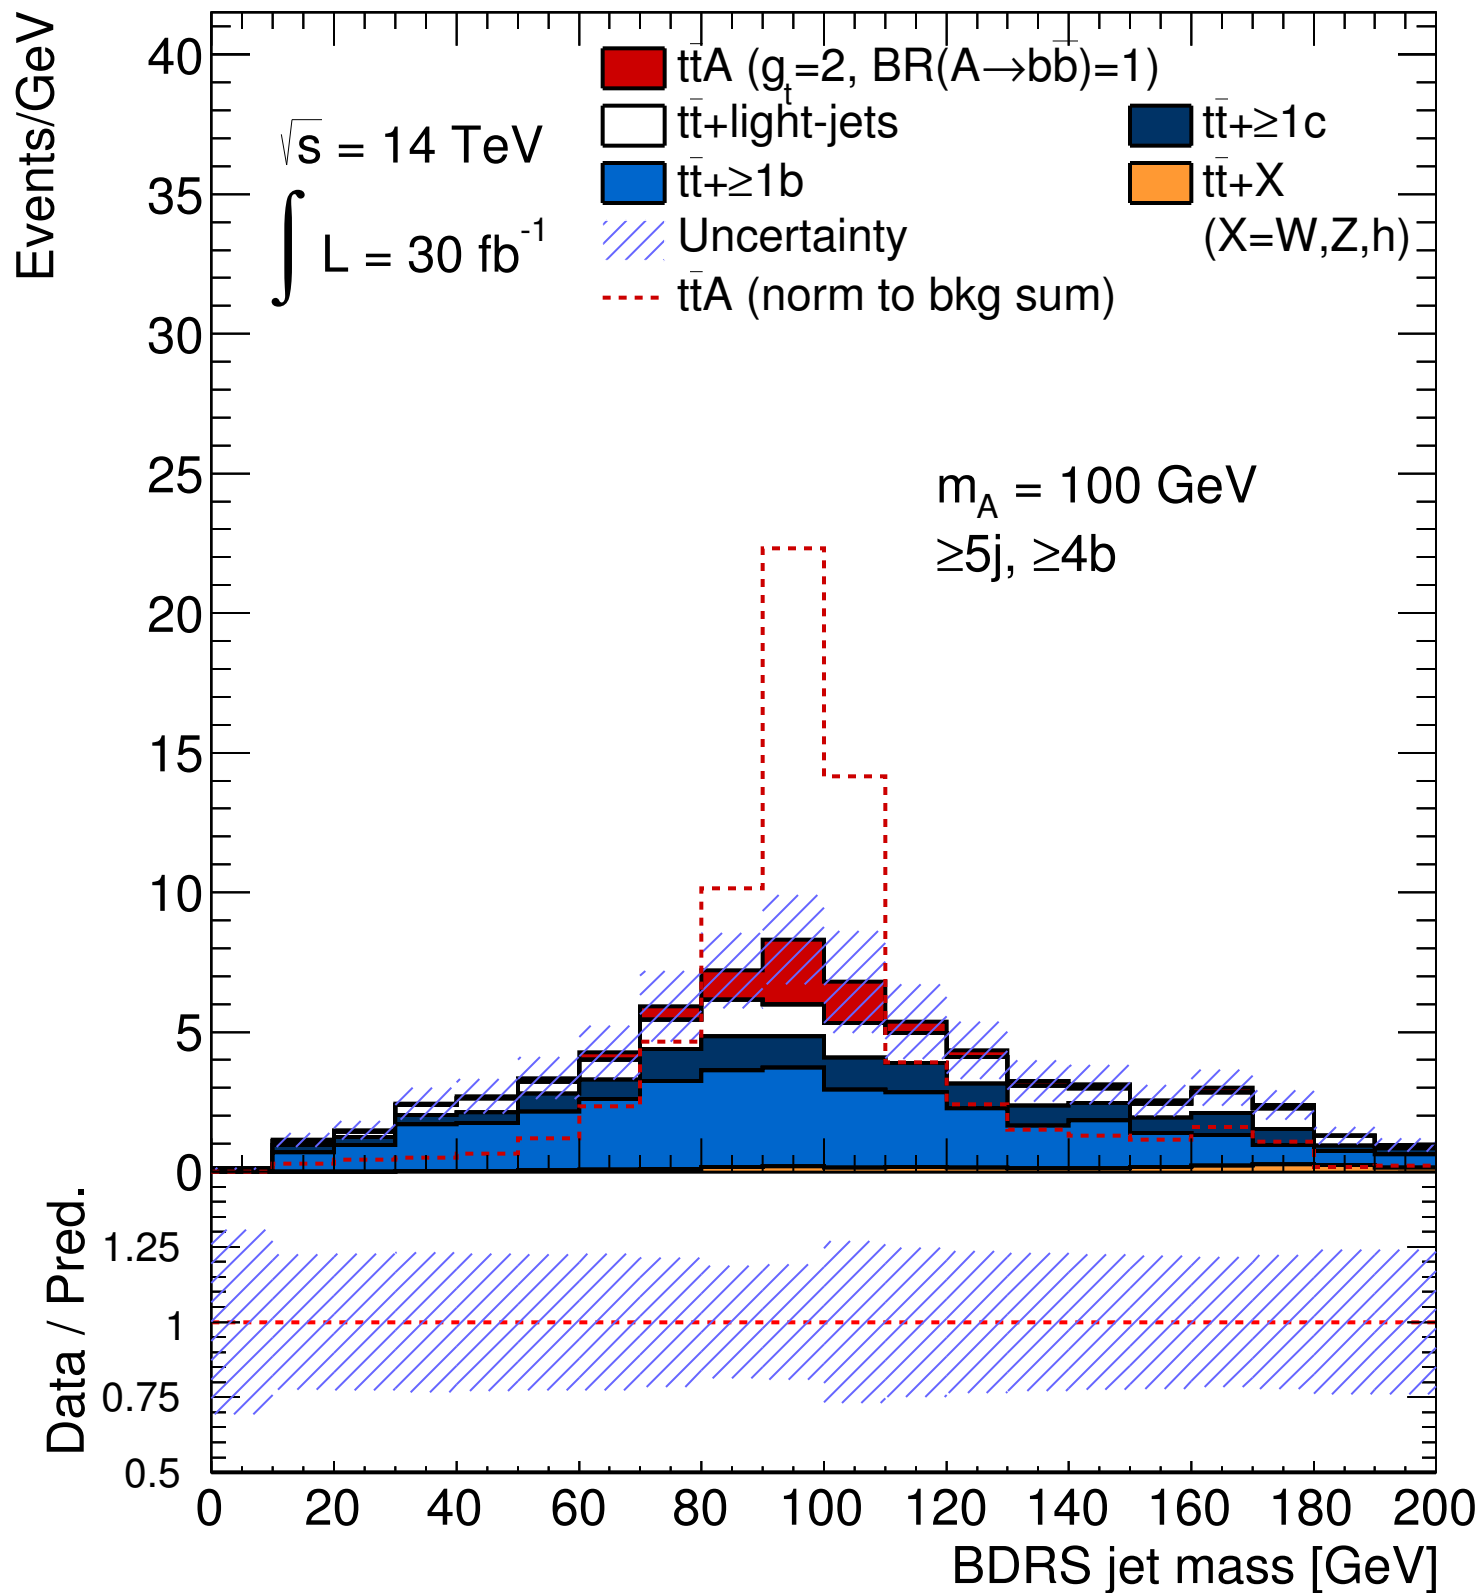 Events/GeV
40
35
30
25
20
15
10
5
0
√s = 14 TeV
∫ L = 30 fb⁻¹
tt̄A (gₜ=2, BR(A→bb̄)=1)
tt̄+light-jets
tt̄+≥1c
tt̄+≥1b
tt̄+X
Uncertainty
(X=W,Z,h)
tt̄A (norm to bkg sum)
m_A = 100 GeV
≥5j, ≥4b
Data / Pred.
1.25
1
0.75
0.5
0 20 40 60 80 100 120 140 160 180 200
BDRS jet mass [GeV]